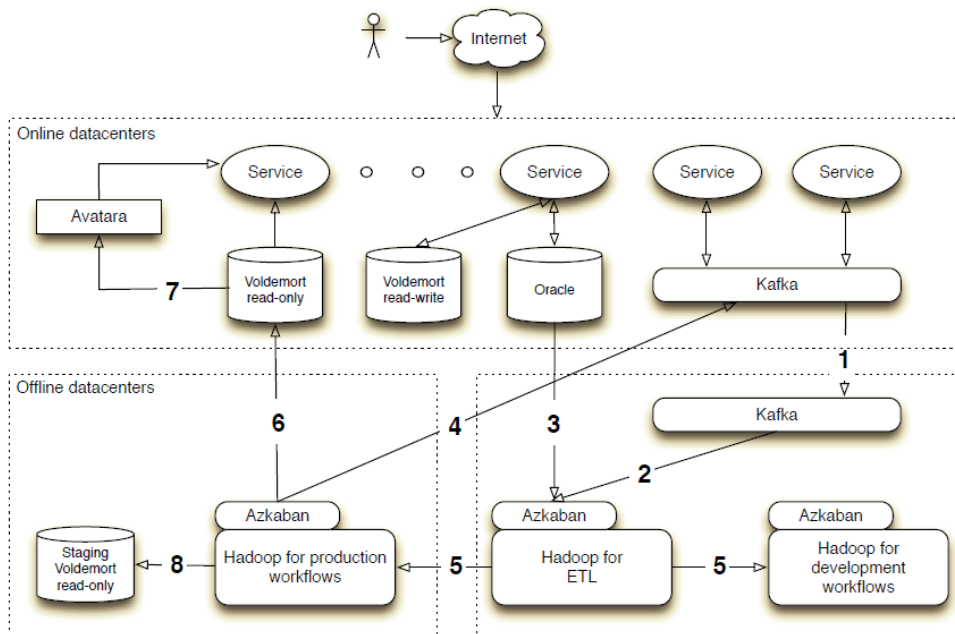 Internet
Online datacenters
Service
Service
Service
Service
Avatara
7
Voldemort
read-only
Voldemort
read-write
Oracle
Kafka
1
Offline datacenters
6
4
3
Kafka
2
Azkaban
Azkaban
Azkaban
Staging
Voldemort
read-only
8
Hadoop for production
workflows
5
Hadoop for
ETL
5
Hadoop for
development
workflows